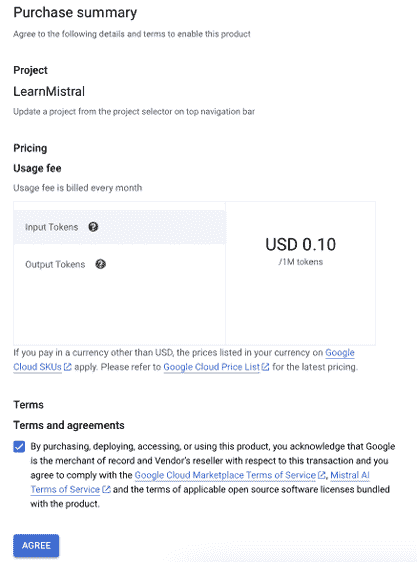 Purchase summary
Agree to the following details and terms to enable this product
Project
LearnMistral
Update a project from the project selector on top navigation bar
Pricing
Usage fee
Usage fee is billed every month
Input Tokens
Output Tokens
USD 0.10
/1M tokens
If you pay in a currency other than USD, the prices listed in your currency on Google
Cloud SKUs apply. Please refer to Google Cloud Price List for the latest pricing.
Terms
Terms and agreements
By purchasing, deploying, accessing, or using this product, you acknowledge that Google
is the merchant of record and Vendor's reseller with respect to this transaction and you
agree to comply with the Google Cloud Marketplace Terms of Service, Mistral AI
Terms of Service and the terms of applicable open source software licenses bundled
with the product.
AGREE